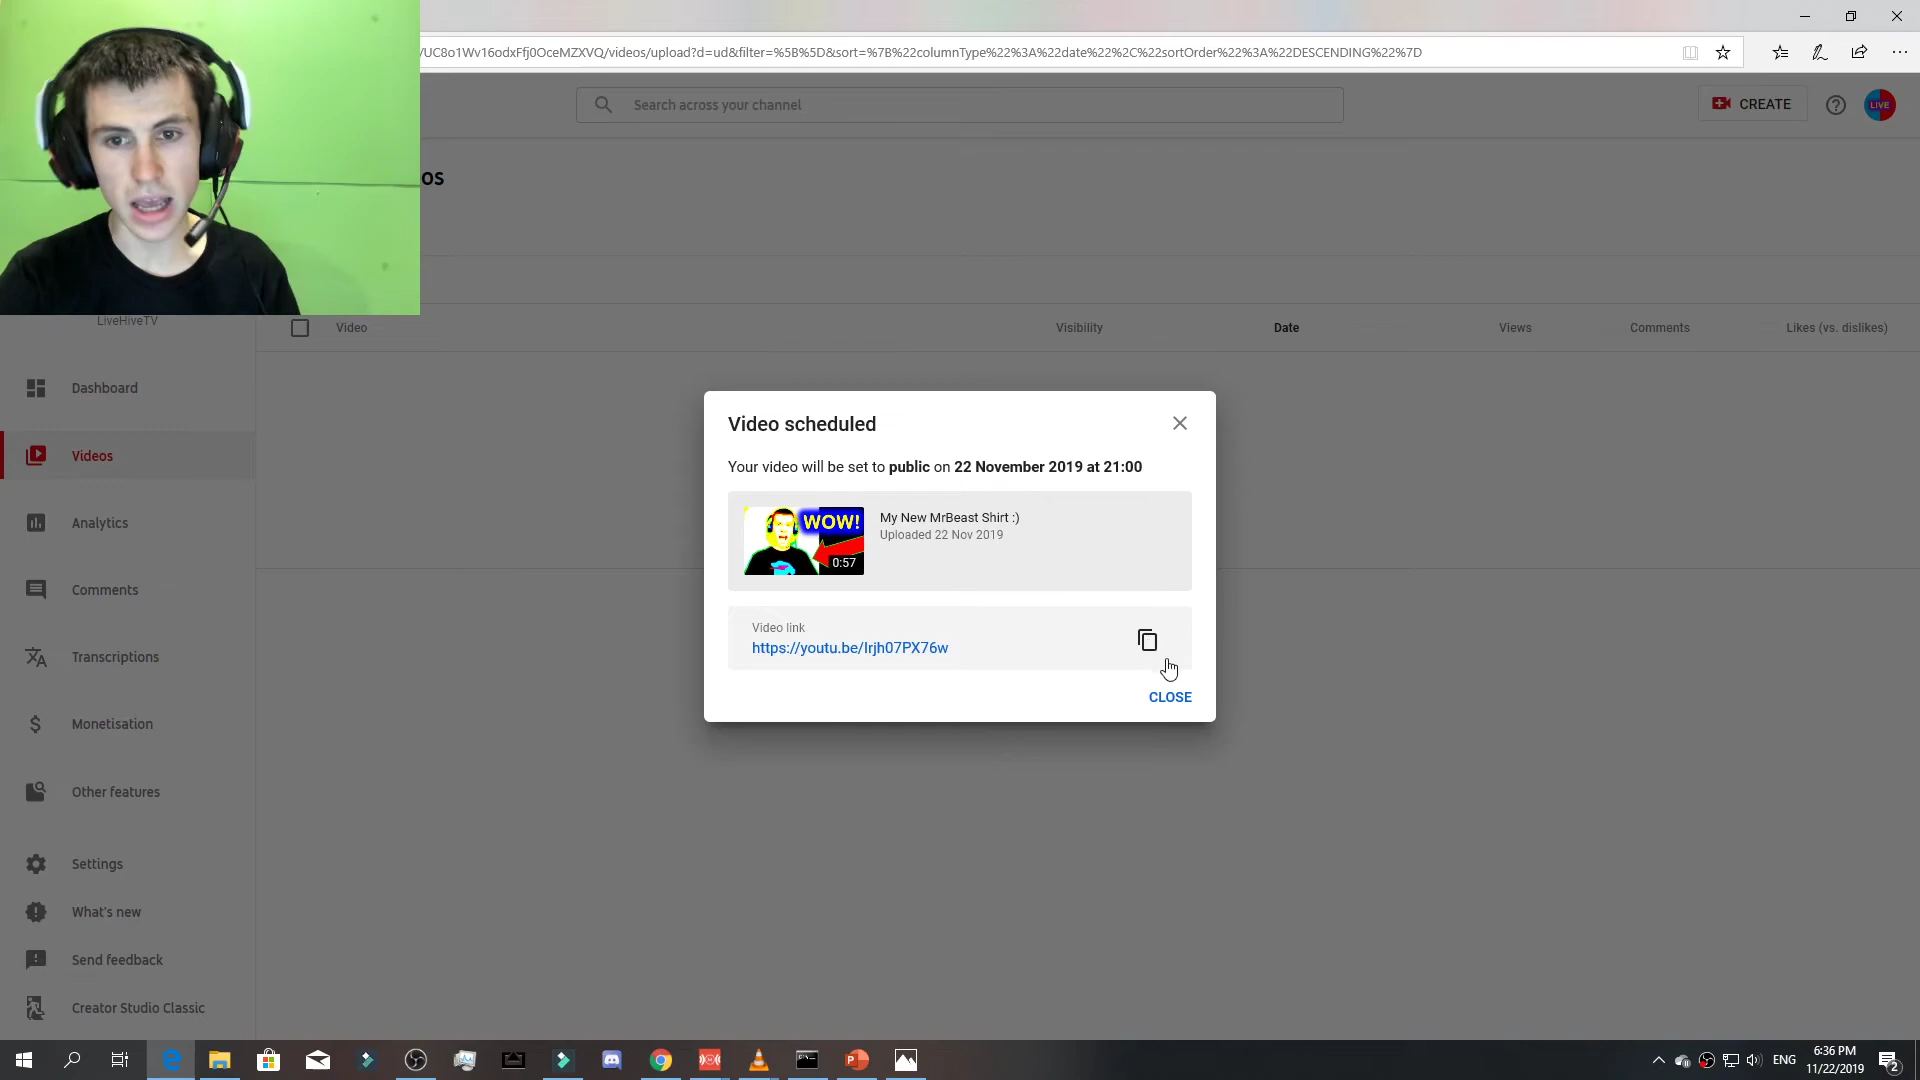 /UC8o1Wv16odxFfj0OceMZXVQ/videos/upload?d=ud&filter=%5B%5D&sort=%7B%22columnType%22%3A%22date%22%2C%22sortOrder%22%3A%22DESCENDING%22%7D
Search across your channel
CREATE
LIVE
os
LiveHiveTV
Video
Visibility
Date
Views
Comments
Likes (vs. dislikes)
Dashboard
Videos
Analytics
Comments
Transcriptions
Monetisation
Other features
Settings
What's new
Send feedback
Creator Studio Classic
Video scheduled
Your video will be set to public on 22 November 2019 at 21:00
WOW!
0:57
My New MrBeast Shirt :)
Uploaded 22 Nov 2019
Video link
https://youtu.be/Irjh07PX76w
CLOSE
ENG
6:36 PM
11/22/2019
2